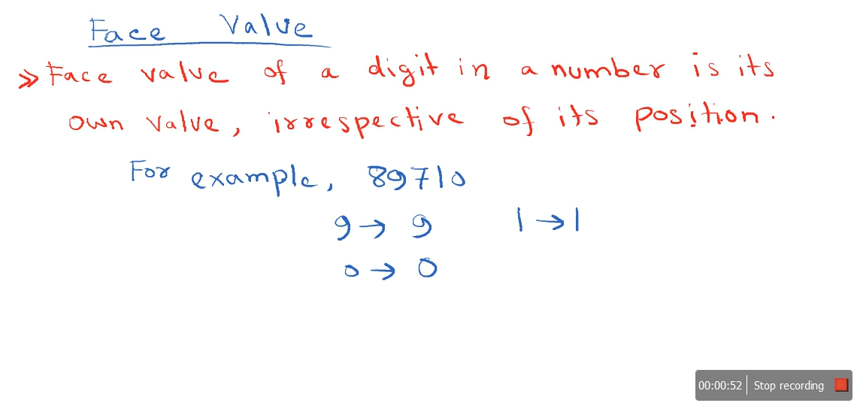 Face Value
» Face value of a digit in a number is its
own value, irrespective of its position.
For example, 89710
9 → 9 1 → 1
0 → 0
00:00:52 Stop recording